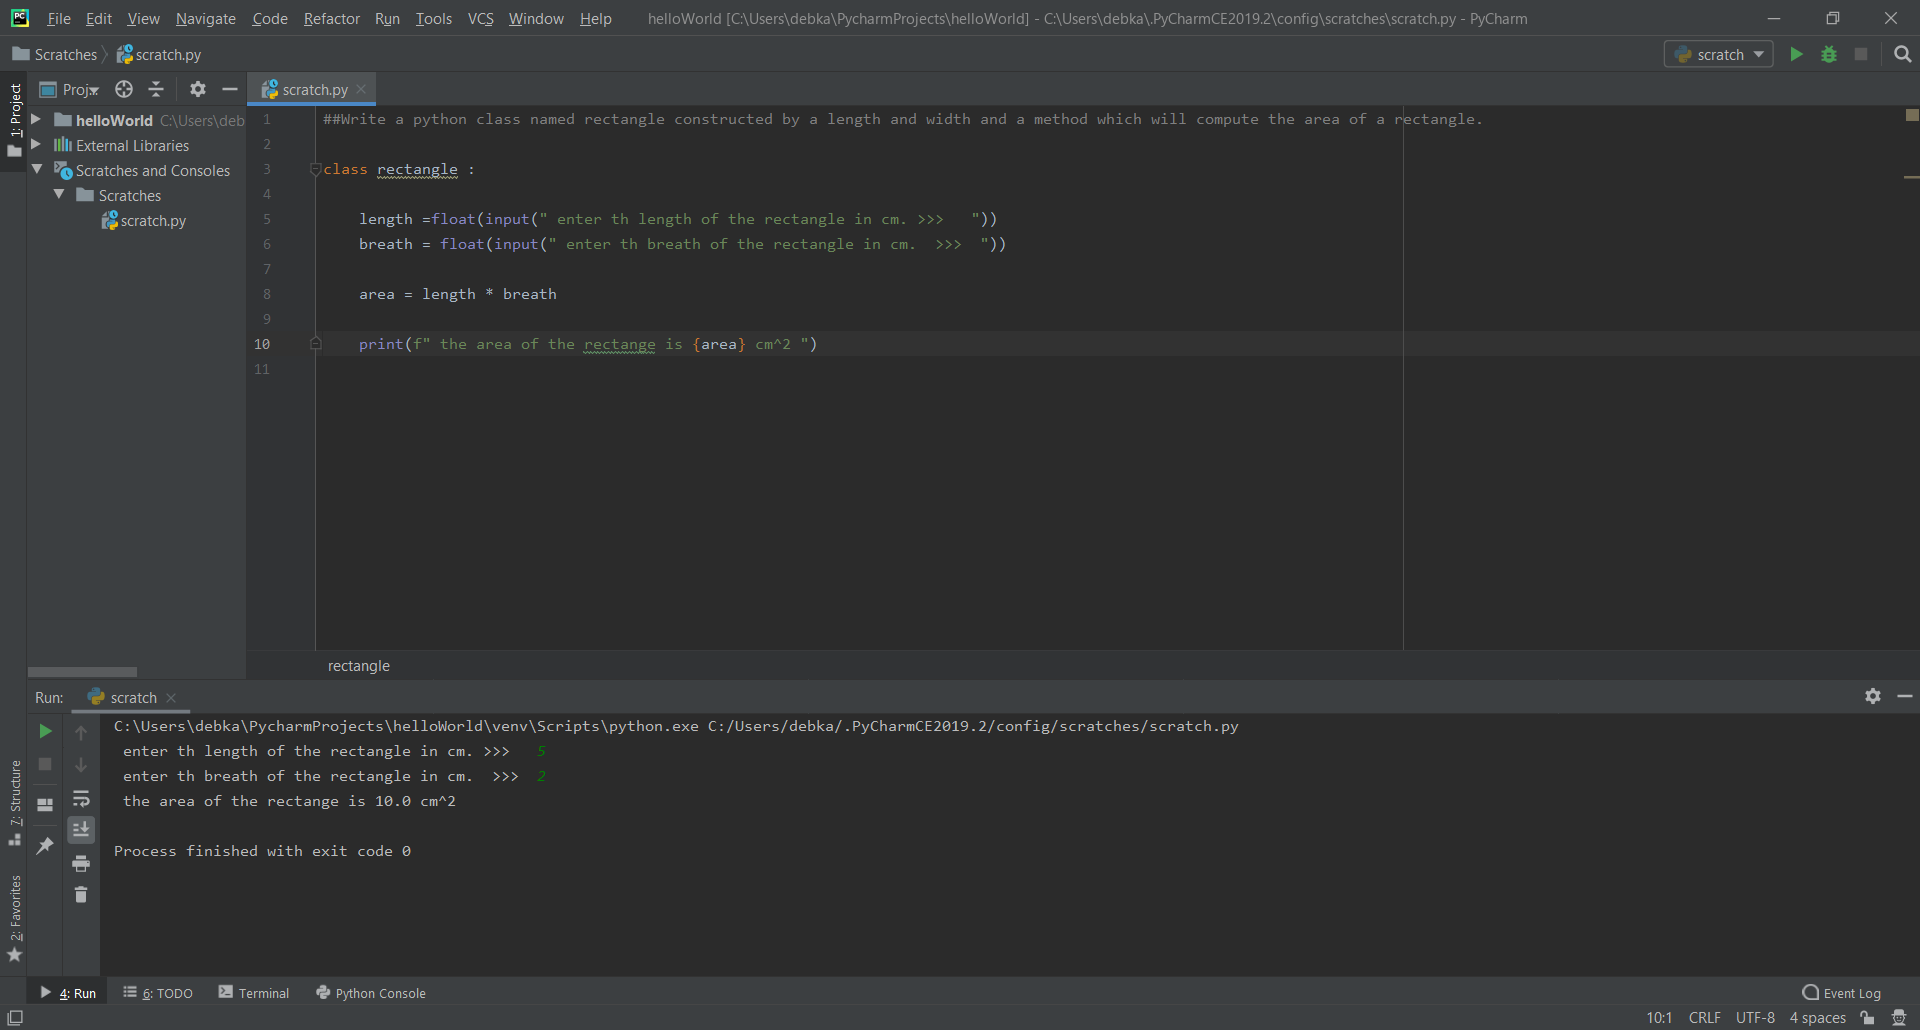 File Edit View Navigate Code Refactor Run Tools VCS Window Help helloWorld [C:\Users\debka\PycharmProjects\helloWorld] - C:\Users\debka\.PyCharmCE2019.2\config\scratches\scratch.py - PyCharm
Scratches scratch.py scratch
1: Project
Proj scratch.py
helloWorld C:\Users\deb
External Libraries
Scratches and Consoles
Scratches
scratch.py
1 ##Write a python class named rectangle constructed by a length and width and a method which will compute the area of a rectangle.
2
3 class rectangle :
4
5     length =float(input(" enter th length of the rectangle in cm. >>>   "))
6     breath = float(input(" enter th breath of the rectangle in cm.  >>>  "))
7
8     area = length * breath
9
10     print(f" the area of the rectange is {area} cm^2 ")
11
rectangle
Run: scratch
C:\Users\debka\PycharmProjects\helloWorld\venv\Scripts\python.exe C:/Users/debka/.PyCharmCE2019.2/config/scratches/scratch.py
 enter th length of the rectangle in cm. >>>   5
 enter th breath of the rectangle in cm.  >>>  2
 the area of the rectange is 10.0 cm^2
Process finished with exit code 0
7: Structure
2: Favorites
4: Run 6: TODO Terminal Python Console Event Log
10:1 CRLF UTF-8 4 spaces